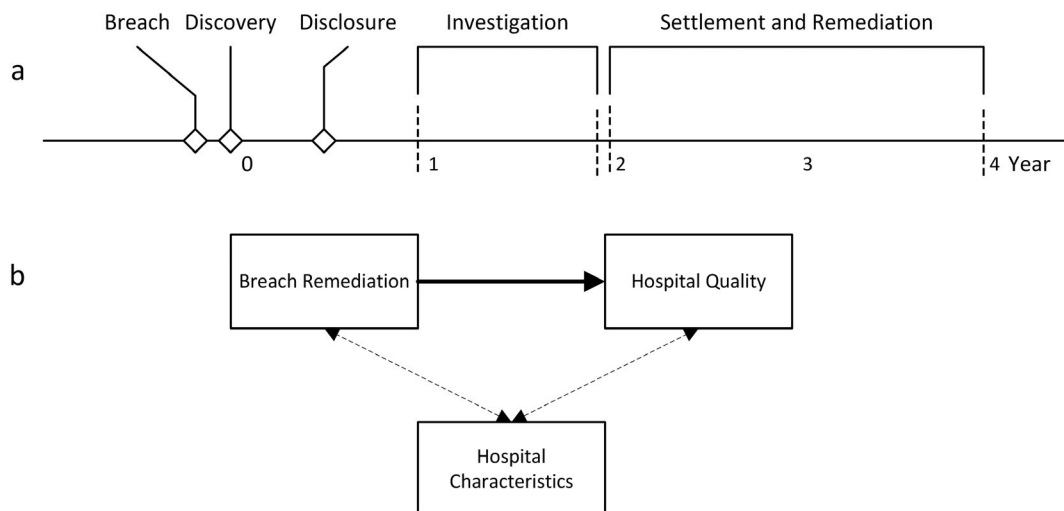 Breach Discovery Disclosure Investigation Settlement and Remediation
a
0 1 2 3 4 Year
b
Breach Remediation
Hospital Quality
Hospital
Characteristics